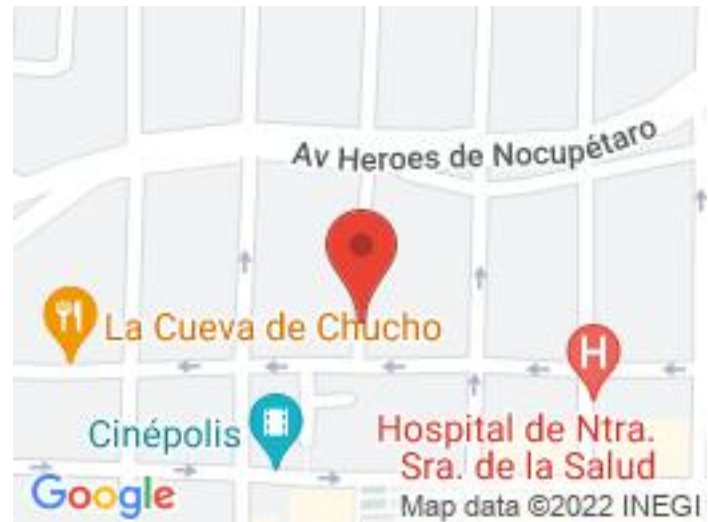 Av Heroes de Nocupétaro
La Cueva de Chucho
H
Cinépolis
Hospital de Ntra.
Sra. de la Salud
Google
Map data ©2022 INEGI